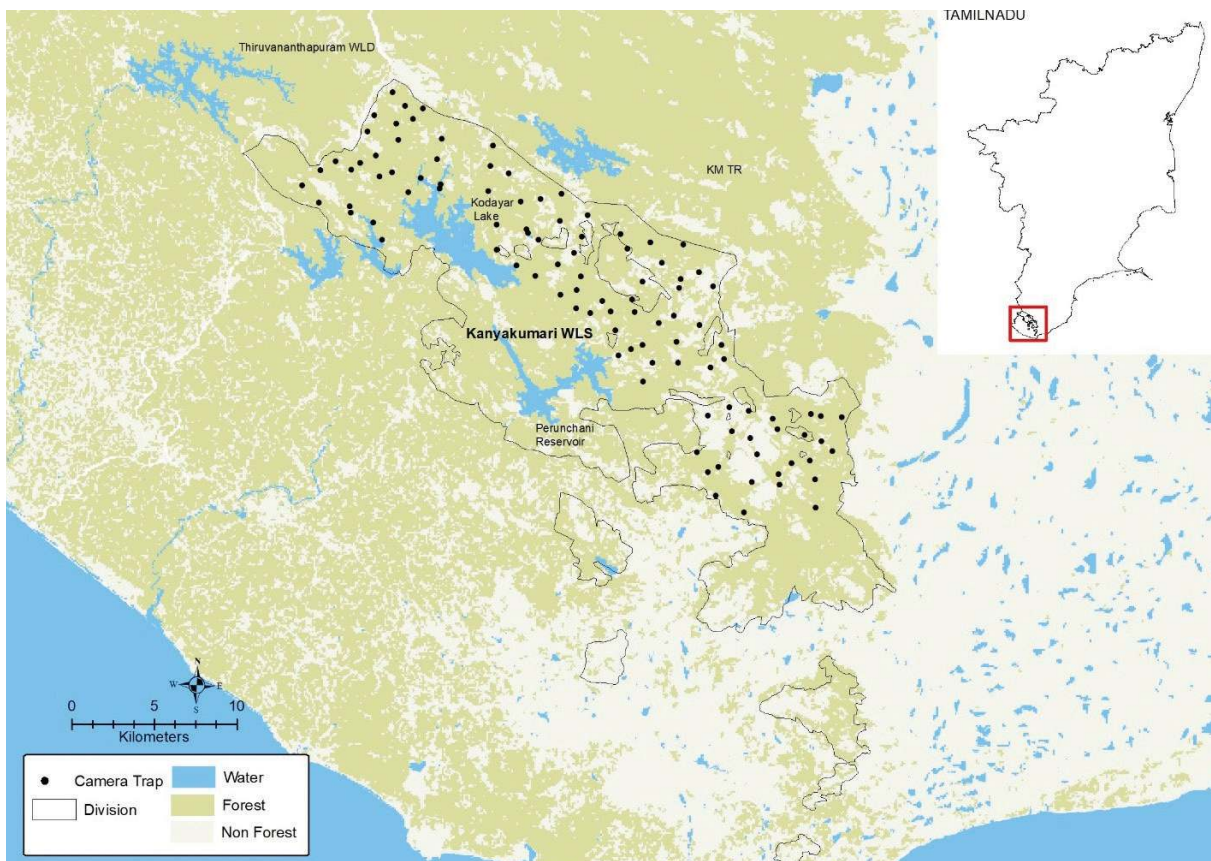 TAMILNADU
Thiruvananthapuram WLD
KM TR
Kodayar
Lake
Kanyakumari WLS
Perunchani
Reservoir
N
W E
S
0 5 10
Kilometers
Camera Trap
Division
Water
Forest
Non Forest